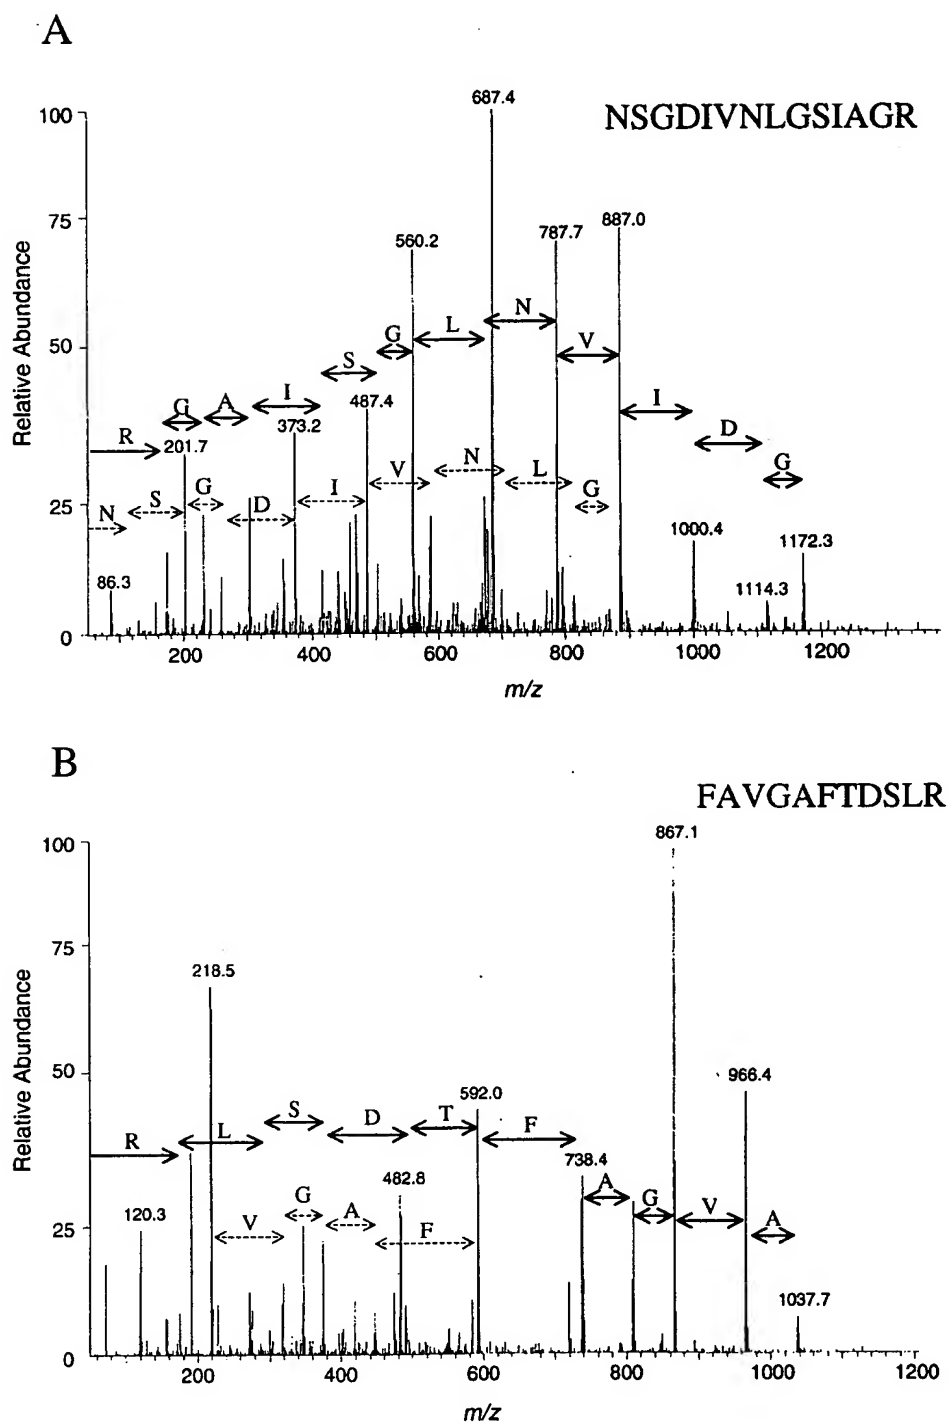 A
NSGDIVNLGSIAGR
Relative Abundance
100
75
50
25
0
687.4
560.2
787.7
887.0
487.4
373.2
201.7
86.3
1000.4
1114.3
1172.3
R
G
A
I
S
G
L
N
V
I
D
G
N
S
G
D
I
V
N
L
G
200
400
600
800
1000
1200
m/z
B
FAVGAFTDSLR
Relative Abundance
100
75
50
25
0
867.1
218.5
592.0
966.4
738.4
482.8
120.3
1037.7
R
L
S
D
T
F
A
G
V
A
V
G
A
F
200
400
600
800
1000
1200
m/z